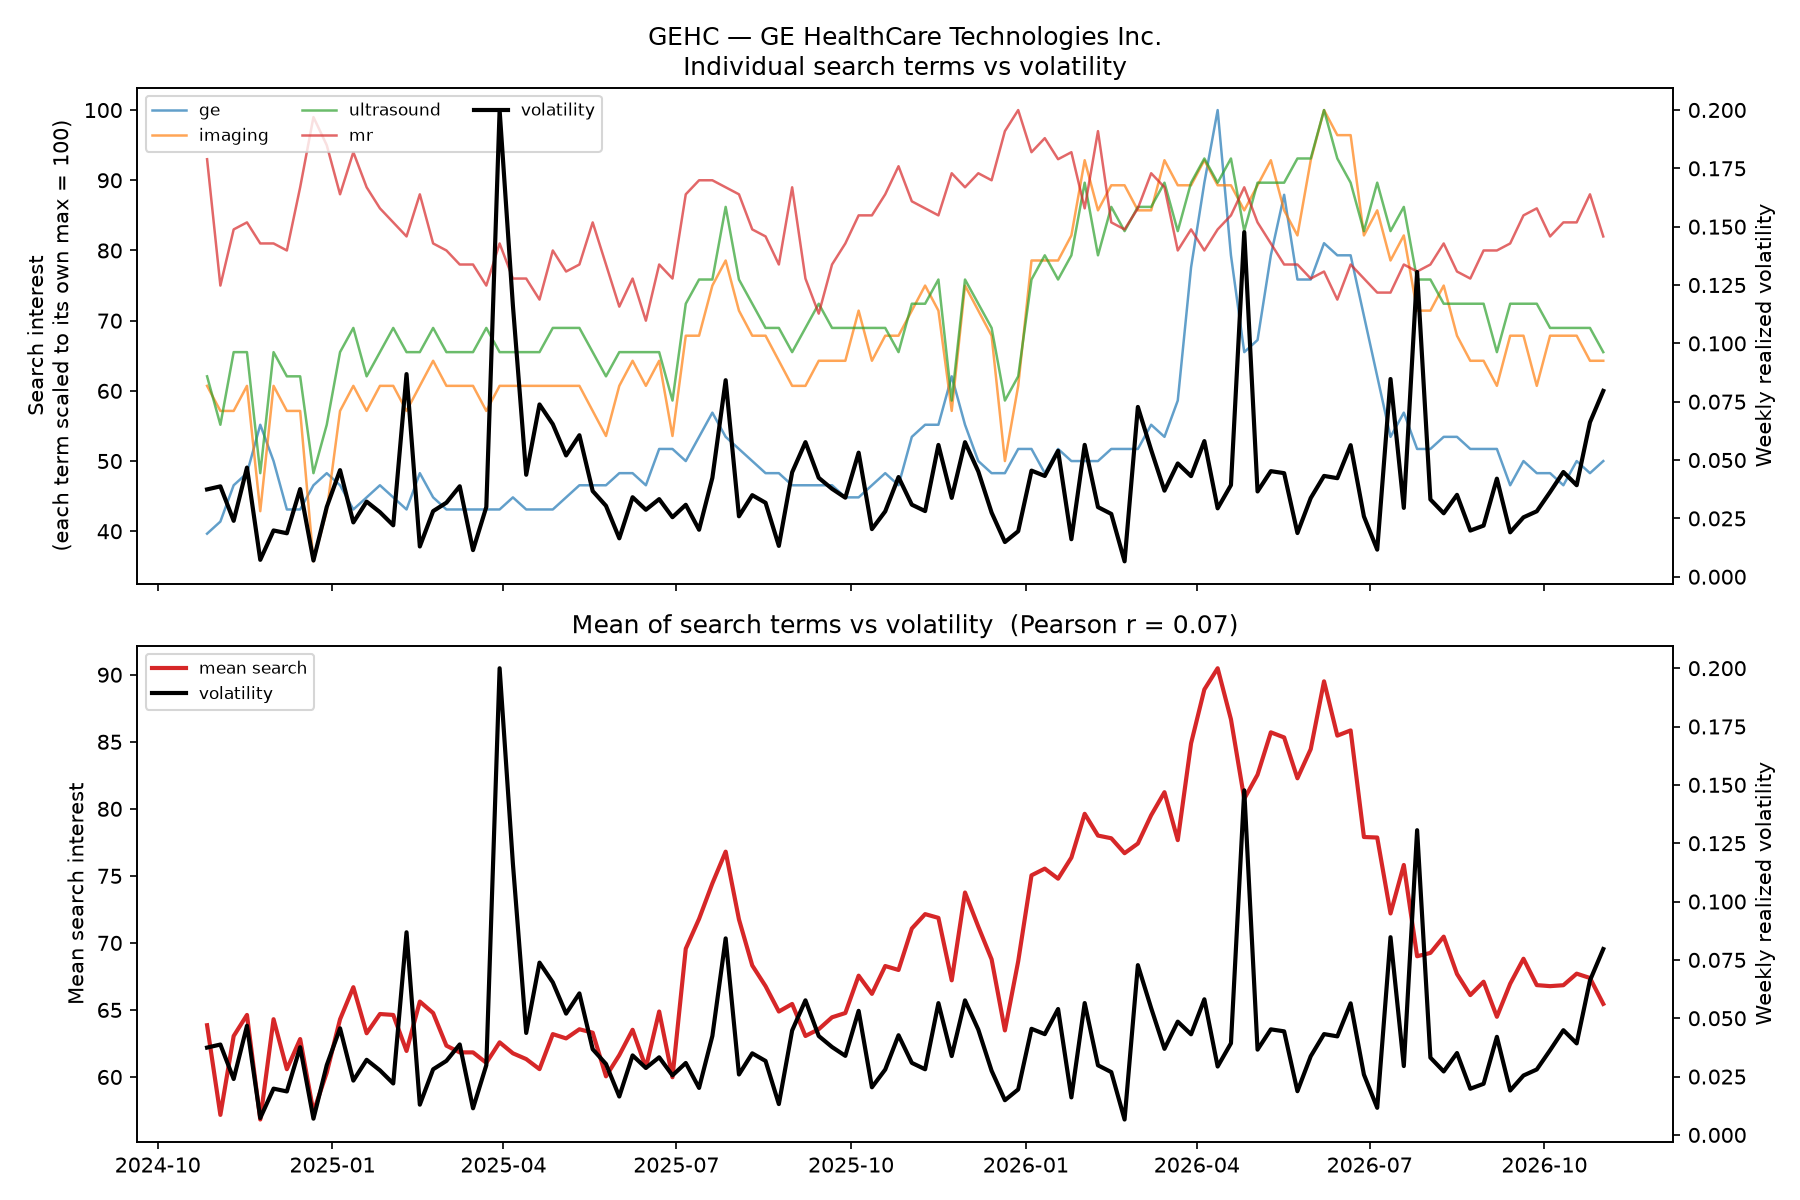 GEHC — GE HealthCare Technologies Inc.
Individual search terms vs volatility
ge
imaging
ultrasound
mr
volatility
Search interest
(each term scaled to its own max = 100)
100
90
80
70
60
50
40
0.200
0.175
0.150
0.125
0.100
0.075
0.050
0.025
0.000
Weekly realized volatility
Mean of search terms vs volatility (Pearson r = 0.07)
mean search
volatility
Mean search interest
90
85
80
75
70
65
60
0.200
0.175
0.150
0.125
0.100
0.075
0.050
0.025
0.000
Weekly realized volatility
2024-10
2025-01
2025-04
2025-07
2025-10
2026-01
2026-04
2026-07
2026-10